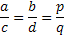 a/c = b/d = p/q